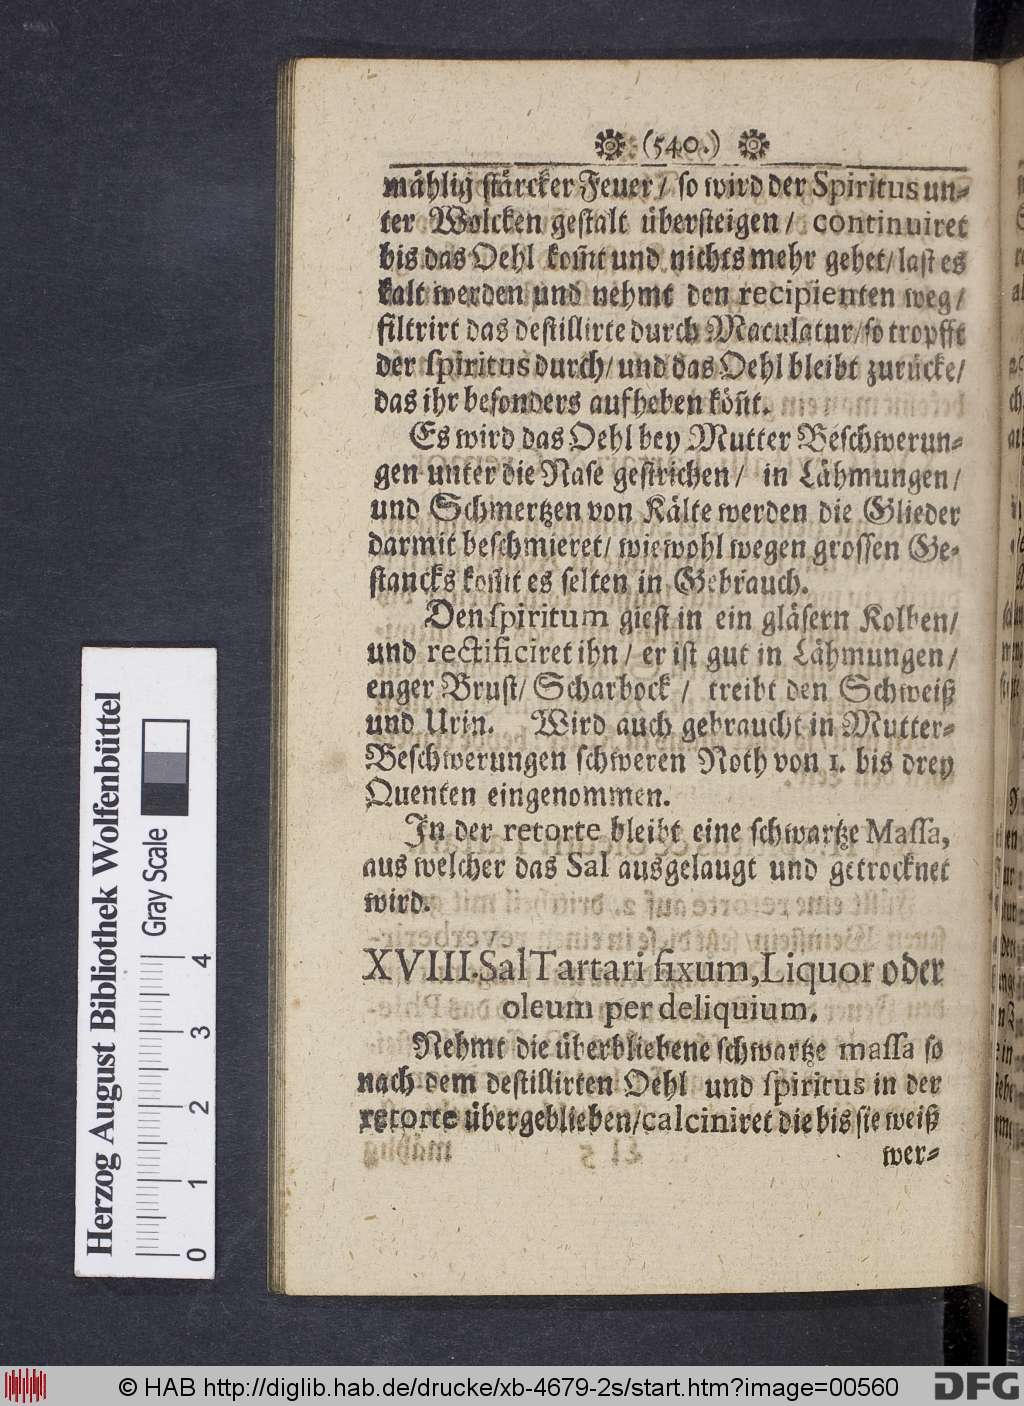 (540.)
mählig stärcker Feuer / so wird der Spiritus un-
ter Wolcken gestalt übersteigen / continuiret
bis das Oehl kom̃t und nichts mehr gehet / last es
kalt werden und nehmt den recipienten weg /
filtrirt das destillirte durch Maculatur / so tropfft
der spiritus durch / und das Oehl bleibt zurücke /
das ihr besonders aufheben kön̄t.
Es wird das Oehl bey Mutter Beschwerun-
gen unter die Nase gestrichen / in Lähmungen /
und Schmertzen von Kälte werden die Glieder
darmit beschmieret / wiewohl wegen grossen Ge-
stancks kom̃t es selten in Gebrauch.
Den spiritum giest in ein gläsern Kolben /
und rectificiret ihn / er ist gut in Lähmungen /
enger Brust / Scharbock / treibt den Schweiß
und Urin. Wird auch gebraucht in Mutter-
Beschwerungen schweren Noth von 1. bis drey
Quenten eingenommen.
In der retorte bleibt eine schwartze Massa,
aus welcher das Sal ausgelaugt und getrocknet
wird.
XVIII. Sal Tartari fixum, Liquor oder
oleum per deliquium.
Nehmt die überbliebene schwartze massa so
nach dem destillirten Oehl und spiritus in der
retorte übergeblieben / calciniret die bis sie weiß
wer-
Herzog August Bibliothek Wolfenbüttel
Gray Scale
0 1 2 3 4
© HAB http://diglib.hab.de/drucke/xb-4679-2s/start.htm?image=00560
DFG